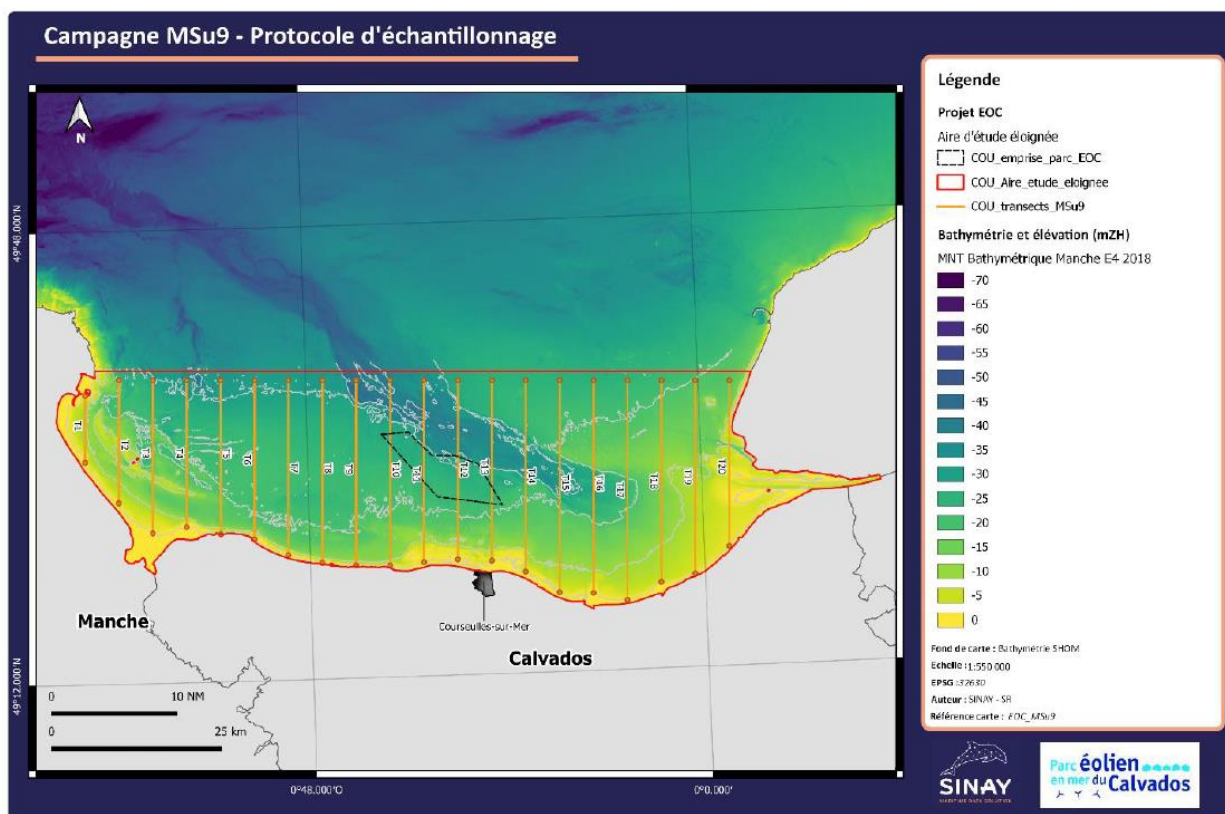 Campagne MSu9 - Protocole d'échantillonnage
N
49°48.000'N
49°12.000'N
T1
T2
T3
T4
T5
T6
T7
T8
T9
T10
T11
T12
T13
T14
T15
T16
T17
T18
T19
T20
Manche
Courseulles-sur-Mer
Calvados
0 10 NM
0 25 km
0°48.000'O
0°0.000'
Légende
Projet EOC
Aire d'étude éloignée
COU_emprise_parc_EOC
COU_Aire_etude_eloignee
COU_transects_MSu9
Bathymétrie et élévation (mZH)
MNT Bathymétrique Manche E4 2018
-70
-65
-60
-55
-50
-45
-40
-35
-30
-25
-20
-15
-10
-5
0
Fond de carte : Bathymétrie SHOM
Echelle :1:550 000
EPSG :32630
Auteur : SINAY - SR
Référence carte : EOC_MSu9
SINAY
MARITIME DATA SOLUTION
Parc éolien
en mer du Calvados